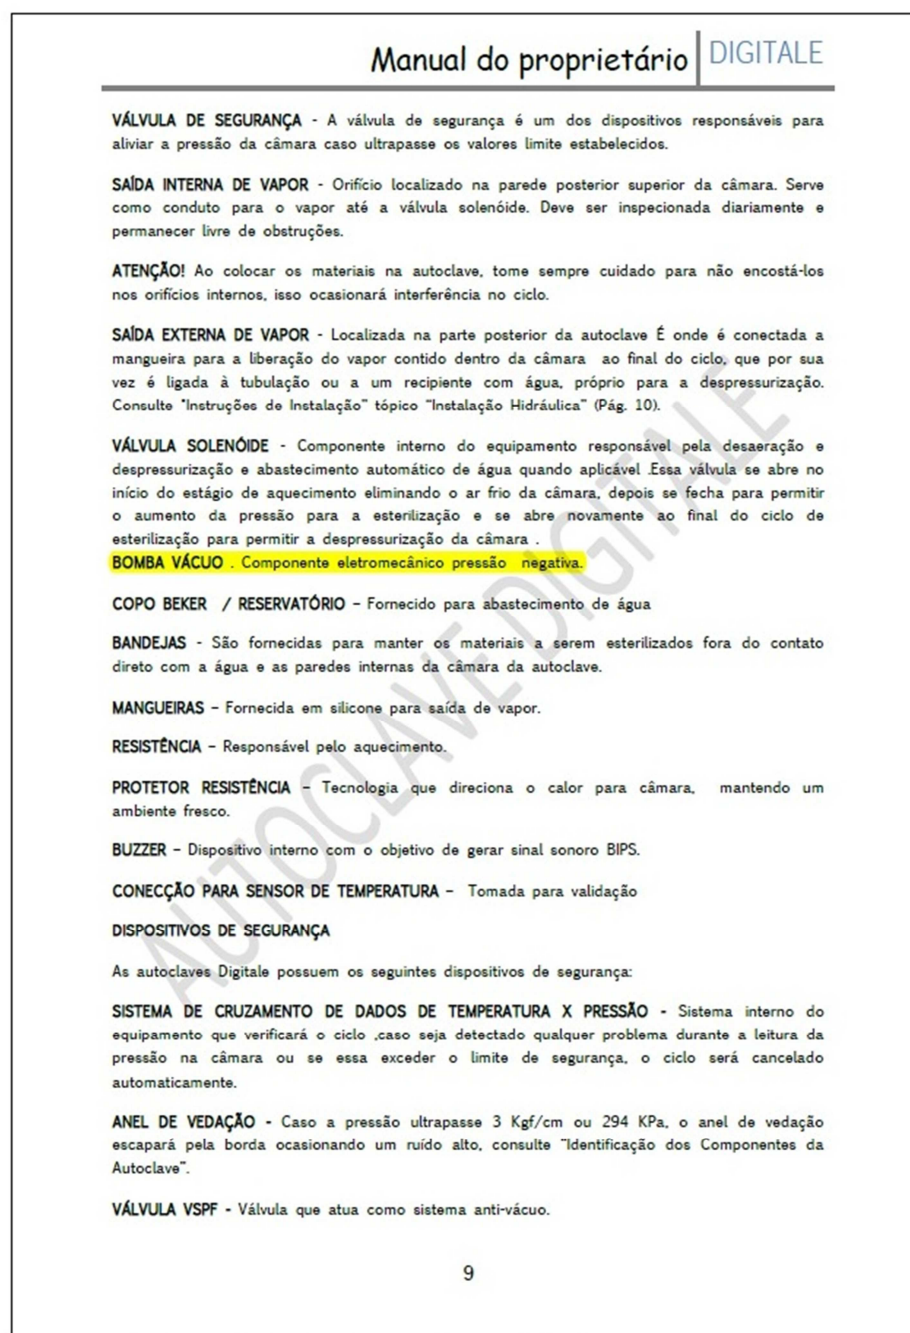 Manual do proprietário DIGITALE
VÁLVULA DE SEGURANÇA - A válvula de segurança é um dos dispositivos responsáveis para
aliviar a pressão da câmara caso ultrapasse os valores limite estabelecidos.
SAÍDA INTERNA DE VAPOR - Orifício localizado na parede posterior superior da câmara. Serve
como conduto para o vapor até a válvula solenóide. Deve ser inspecionada diariamente e
permanecer livre de obstruções.
ATENÇÃO! Ao colocar os materiais na autoclave, tome sempre cuidado para não encostá-los
nos orifícios internos, isso ocasionará interferência no ciclo.
SAÍDA EXTERNA DE VAPOR - Localizada na parte posterior da autoclave É onde é conectada a
mangueira para a liberação do vapor contido dentro da câmara ao final do ciclo, que por sua
vez é ligada à tubulação ou a um recipiente com água, próprio para a despressurização.
Consulte "Instruções de Instalação" tópico "Instalação Hidráulica" (Pág. 10).
VÁLVULA SOLENÓIDE - Componente interno do equipamento responsável pela desaeração e
despressurização e abastecimento automático de água quando aplicável .Essa válvula se abre no
início do estágio de aquecimento eliminando o ar frio da câmara, depois se fecha para permitir
o aumento da pressão para a esterilização e se abre novamente ao final do ciclo de
esterilização para permitir a despressurização da câmara .
BOMBA VÁCUO . Componente eletromecânico pressão negativa.
COPO BEKER / RESERVATÓRIO – Fornecido para abastecimento de água
BANDEJAS - São fornecidas para manter os materiais a serem esterilizados fora do contato
direto com a água e as paredes internas da câmara da autoclave.
MANGUEIRAS – Fornecida em silicone para saída de vapor.
RESISTÊNCIA – Responsável pelo aquecimento.
PROTETOR RESISTÊNCIA – Tecnologia que direciona o calor para câmara, mantendo um
ambiente fresco.
BUZZER – Dispositivo interno com o objetivo de gerar sinal sonoro BIPS.
CONECÇÃO PARA SENSOR DE TEMPERATURA – Tomada para validação
DISPOSITIVOS DE SEGURANÇA
As autoclaves Digitale possuem os seguintes dispositivos de segurança:
SISTEMA DE CRUZAMENTO DE DADOS DE TEMPERATURA X PRESSÃO - Sistema interno do
equipamento que verificará o ciclo ,caso seja detectado qualquer problema durante a leitura da
pressão na câmara ou se essa exceder o limite de segurança, o ciclo será cancelado
automaticamente.
ANEL DE VEDAÇÃO - Caso a pressão ultrapasse 3 Kgf/cm ou 294 KPa, o anel de vedação
escapará pela borda ocasionando um ruído alto, consulte "Identificação dos Componentes da
Autoclave".
VÁLVULA VSPF - Válvula que atua como sistema anti-vácuo.
AUTOCLAVE DIGITALE
9